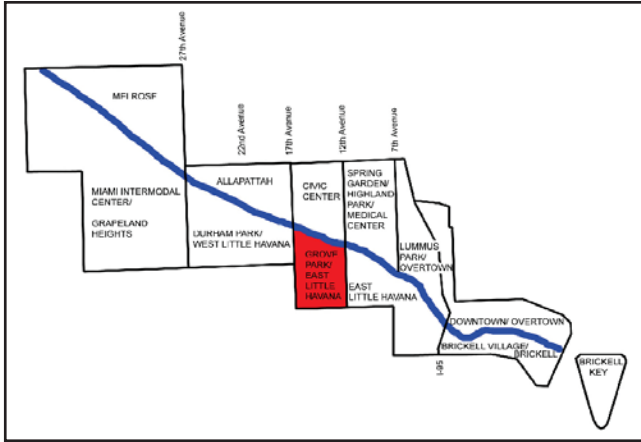 27th Avenue
MELROSE
22nd Avenue
17th Avenue
12th Avenue
7th Avenue
ALLAPATTAH
CIVIC
CENTER
SPRING
GARDEN/
HIGHLAND
PARK/
MEDICAL
CENTER
MIAMI INTERMODAL
CENTER/
GRAPELAND
HEIGHTS
DURHAM PARK/
WEST LITTLE HAVANA
GROVE
PARK/
EAST
LITTLE
HAVANA
LUMMUS
PARK/
OVERTOWN
EAST
LITTLE HAVANA
DOWNTOWN/ OVERTOWN
BRICKELL VILLAGE/
BRICKELL
I-95
BRICKELL
KEY